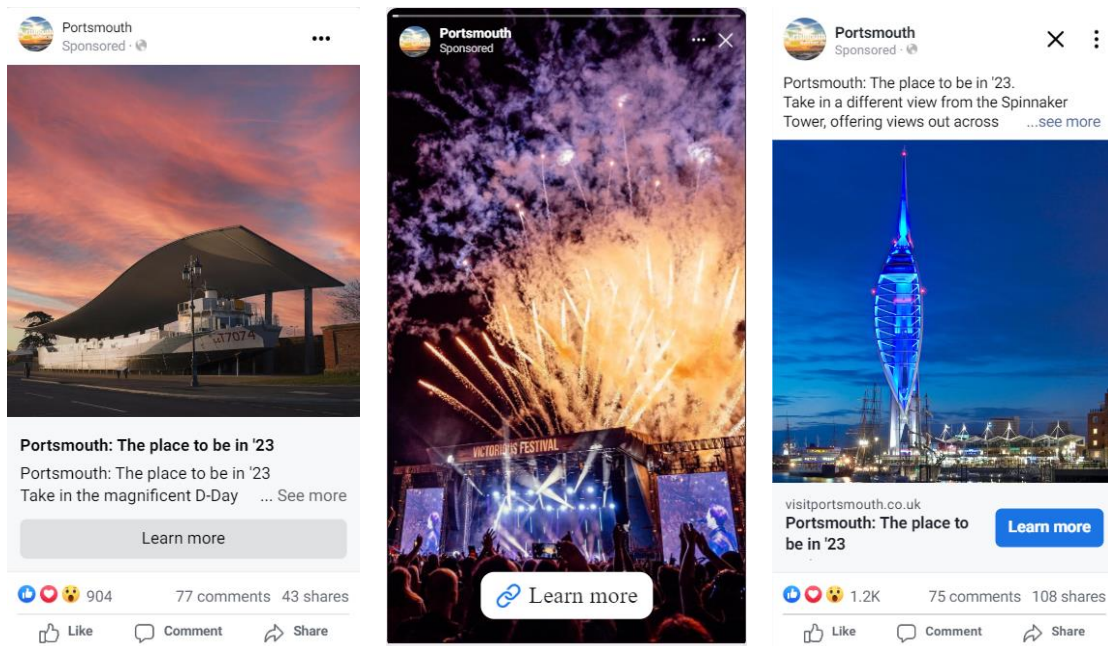 Portsmouth
Sponsored ·
LCT7074
Portsmouth: The place to be in '23
Portsmouth: The place to be in '23
Take in the magnificent D-Day ... See more
Learn more
904 77 comments 43 shares
Like Comment Share
Portsmouth
Sponsored
VICTORIOUS FESTIVAL
Learn more
Portsmouth
Sponsored ·
Portsmouth: The place to be in '23.
Take in a different view from the Spinnaker
Tower, offering views out across ...see more
visitportsmouth.co.uk
Portsmouth: The place to
be in '23
Learn more
1.2K 75 comments 108 shares
Like Comment Share